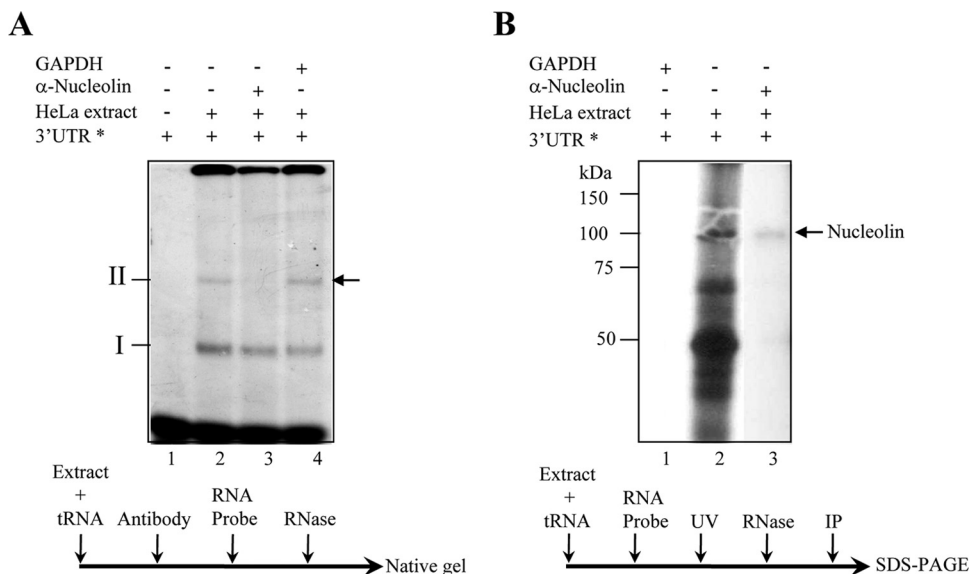 A
GAPDH - - - +
α-Nucleolin - - + -
HeLa extract - + + +
3'UTR * + + + +
II
I
1 2 3 4
Extract + tRNA
Antibody
RNA Probe
RNase
Native gel
B
GAPDH + - -
α-Nucleolin - - +
HeLa extract + + +
3'UTR * + + +
kDa
150
100
75
50
Nucleolin
1 2 3
Extract + tRNA
RNA Probe
UV
RNase
IP
SDS-PAGE